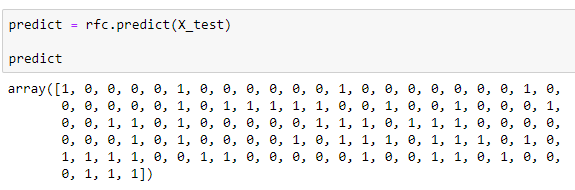 predict = rfc.predict(X_test)
predict
array([1, 0, 0, 0, 0, 1, 0, 0, 0, 0, 0, 0, 1, 0, 0, 0, 0, 0, 0, 0, 1, 0,
0, 0, 0, 0, 0, 1, 0, 1, 1, 1, 1, 1, 0, 0, 1, 0, 0, 1, 0, 0, 0, 1,
0, 0, 1, 1, 0, 1, 0, 0, 0, 0, 0, 1, 1, 1, 0, 1, 1, 1, 0, 0, 0, 0,
0, 0, 0, 1, 0, 1, 0, 0, 0, 0, 1, 0, 1, 1, 1, 0, 1, 1, 1, 0, 1, 0,
1, 1, 1, 1, 0, 0, 1, 1, 0, 0, 0, 0, 0, 1, 0, 0, 1, 1, 0, 1, 0, 0,
0, 1, 1, 1])